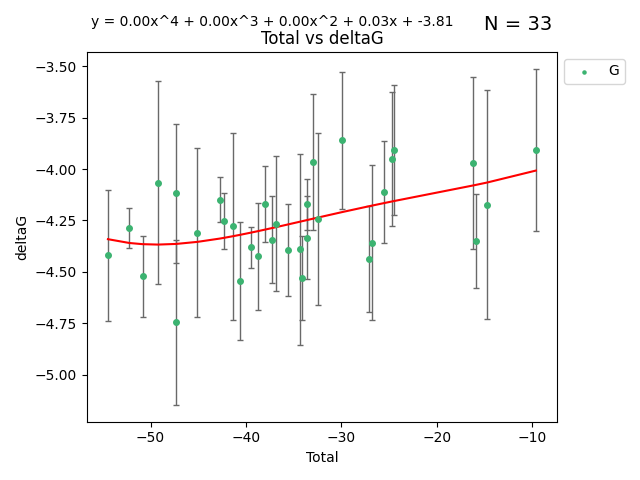 y = 0.00x^4 + 0.00x^3 + 0.00x^2 + 0.03x + -3.81
N = 33
Total vs deltaG
G
deltaG
−3.50
−3.75
−4.00
−4.25
−4.50
−4.75
−5.00
−50 −40 −30 −20 −10
Total